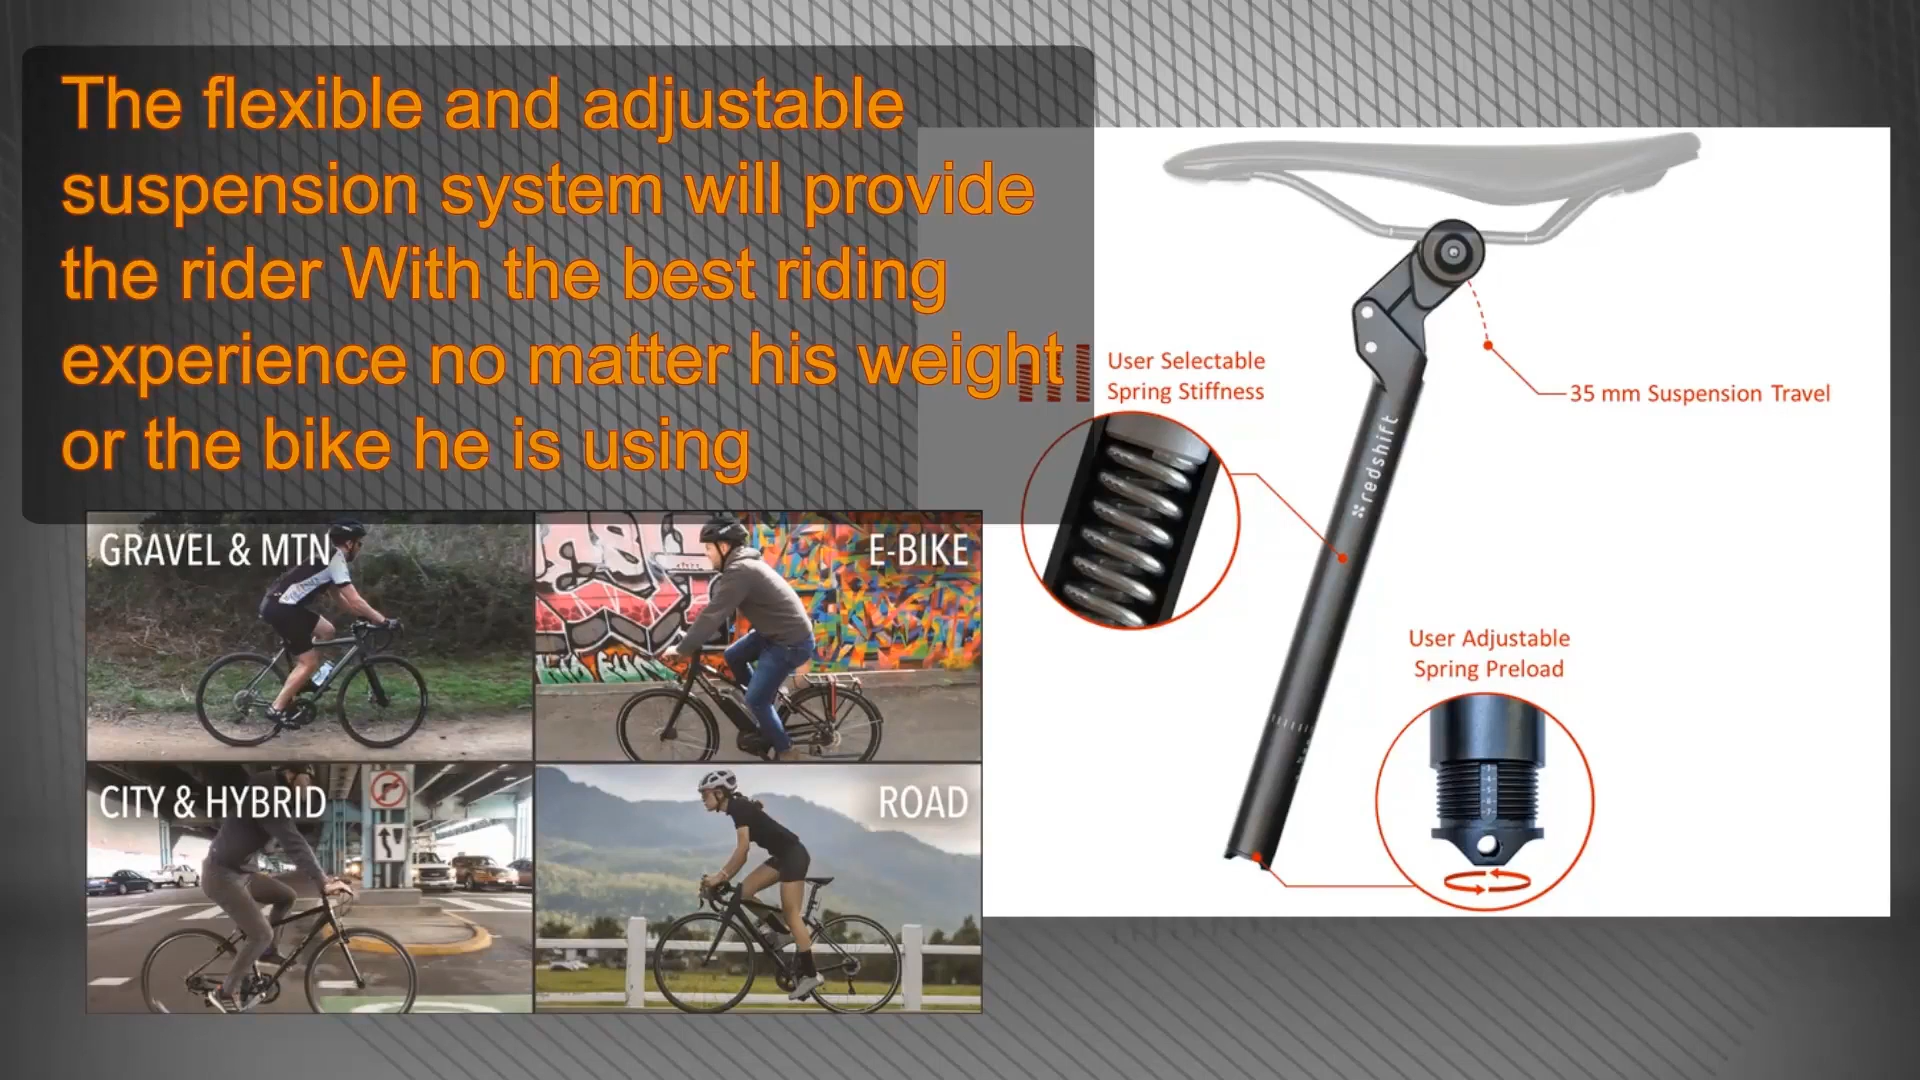 The flexible and adjustable
suspension system will provide
the rider With the best riding
experience no matter his weight
or the bike he is using
User Selectable
Spring Stiffness
35 mm Suspension Travel
redshift
User Adjustable
Spring Preload
GRAVEL & MTN
E-BIKE
CITY & HYBRID
ROAD